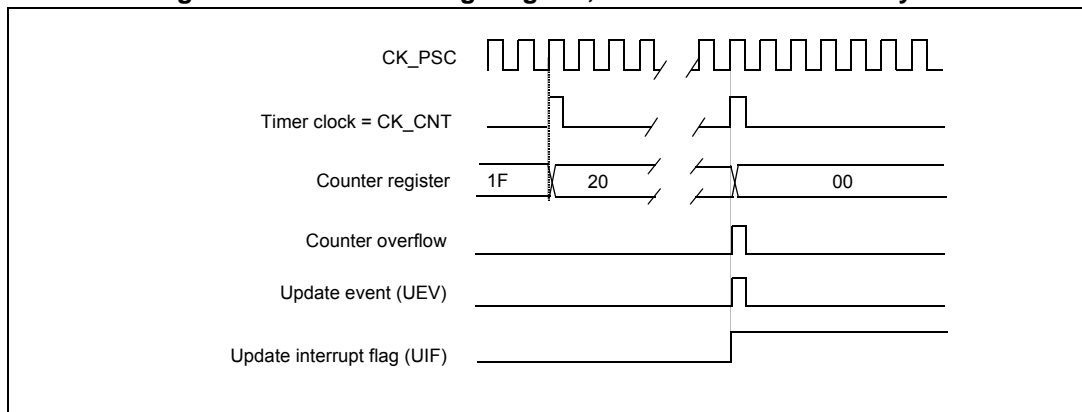 CK_PSC
Timer clock = CK_CNT
Counter register 1F 20 00
Counter overflow
Update event (UEV)
Update interrupt flag (UIF)